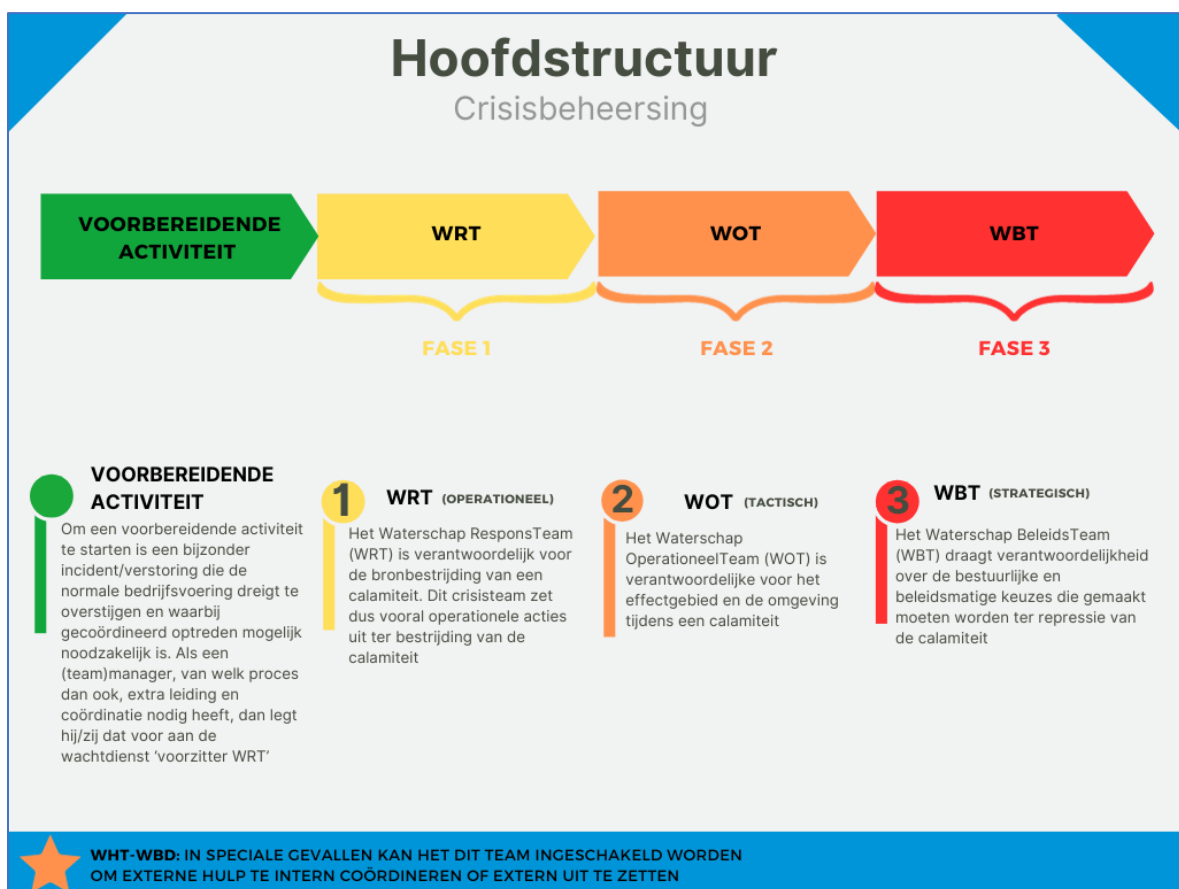 Hoofdstructuur
Crisisbeheersing
VOORBEREIDENDE
ACTIVITEIT
WRT
WOT
WBT
FASE 1
FASE 2
FASE 3
VOORBEREIDENDE
ACTIVITEIT
Om een voorbereidende activiteit
te starten is een bijzonder
incident/verstoring die de
normale bedrijfsvoering dreigt te
overstijgen en waarbij
gecoördineerd optreden mogelijk
noodzakelijk is. Als een
(team)manager, van welk proces
dan ook, extra leiding en
coördinatie nodig heeft, dan legt
hij/zij dat voor aan de
wachtdienst ‘voorzitter WRT’
1
WRT (OPERATIONEEL)
Het Waterschap ResponsTeam
(WRT) is verantwoordelijk voor
de bronbestrijding van een
calamiteit. Dit crisisteam zet
dus vooral operationele acties
uit ter bestrijding van de
calamiteit
2
WOT (TACTISCH)
Het Waterschap
OperationeelTeam (WOT) is
verantwoordelijke voor het
effectgebied en de omgeving
tijdens een calamiteit
3
WBT (STRATEGISCH)
Het Waterschap BeleidsTeam
(WBT) draagt verantwoordelijkheid
over de bestuurlijke en
beleidsmatige keuzes die gemaakt
moeten worden ter repressie van
de calamiteit
WHT-WBD: IN SPECIALE GEVALLEN KAN HET DIT TEAM INGESCHAKELD WORDEN
OM EXTERNE HULP TE INTERN COÖRDINEREN OF EXTERN UIT TE ZETTEN